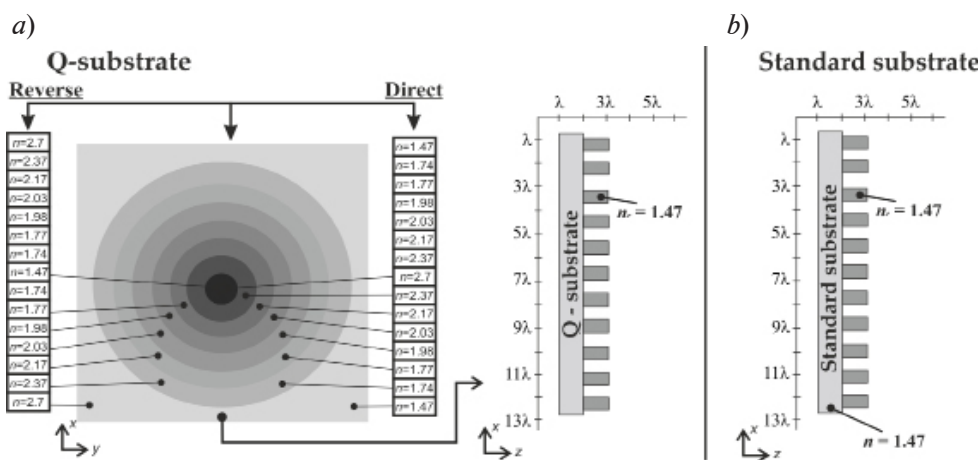 a)
Q-substrate
Reverse
Direct
n=2.7
n=2.37
n=2.17
n=2.03
n=1.98
n=1.77
n=1.74
n=1.47
n=1.74
n=1.77
n=1.98
n=2.03
n=2.17
n=2.37
n=2.7
n=1.47
n=1.74
n=1.77
n=1.98
n=2.03
n=2.17
n=2.37
n=2.7
n=2.37
n=2.17
n=2.03
n=1.98
n=1.77
n=1.74
n=1.47
x
y
λ 3λ 5λ
λ
3λ
5λ
7λ
9λ
11λ
13λ
Q - substrate
n = 1.47
x
z
b)
Standard substrate
λ 3λ 5λ
λ
3λ
5λ
7λ
9λ
11λ
13λ
Standard substrate
n = 1.47
n = 1.47
x
z